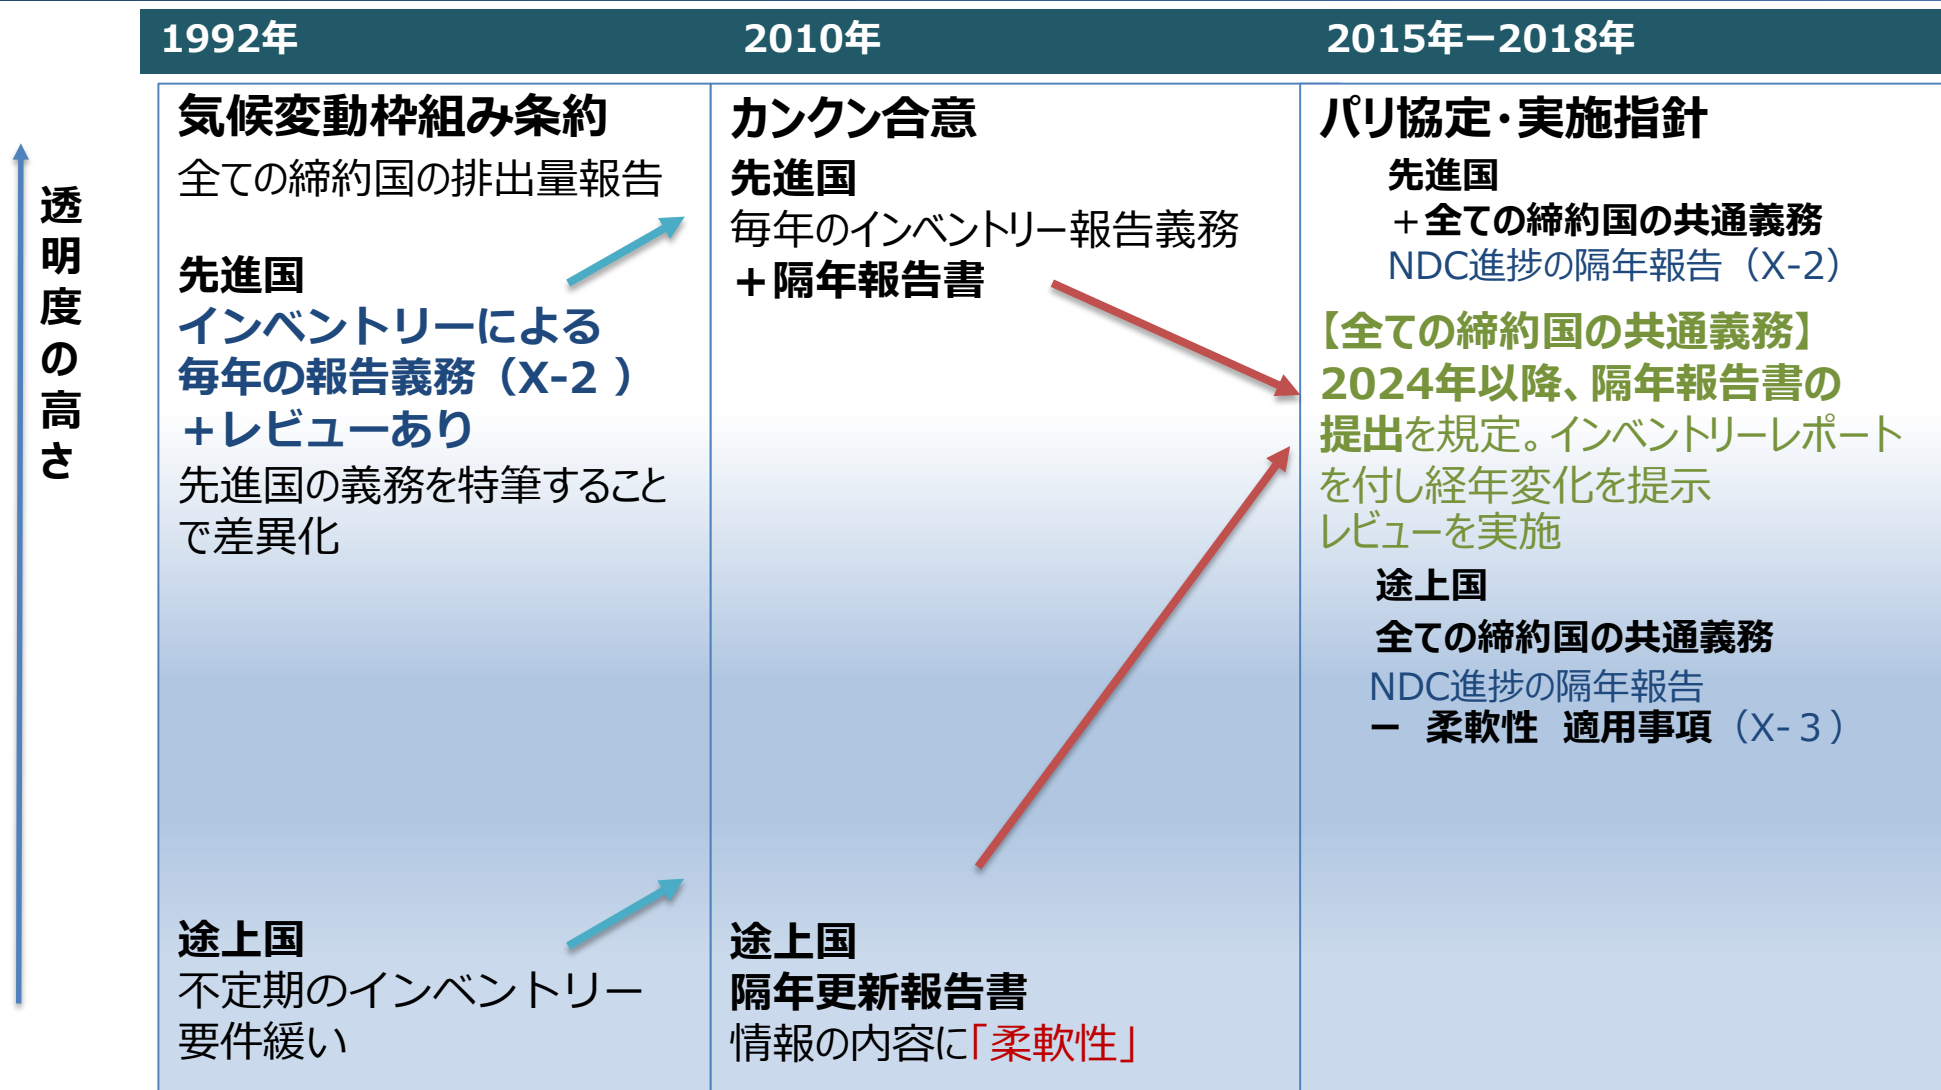 1992年
2010年
2015年ー2018年
透明度の高さ
気候変動枠組み条約
全ての締約国の排出量報告
先進国
インベントリーによる
毎年の報告義務（X-2 ）
+レビューあり
先進国の義務を特筆すること
で差異化
途上国
不定期のインベントリー
要件緩い
カンクン合意
先進国
毎年のインベントリー報告義務
＋隔年報告書
途上国
隔年更新報告書
情報の内容に「柔軟性」
パリ協定・実施指針
先進国
＋全ての締約国の共通義務
NDC進捗の隔年報告（X-2）
【全ての締約国の共通義務】
2024年以降、隔年報告書の
提出を規定。インベントリーレポート
を付し経年変化を提示
レビューを実施
途上国
全ての締約国の共通義務
NDC進捗の隔年報告
ー　柔軟性　適用事項（X-３）